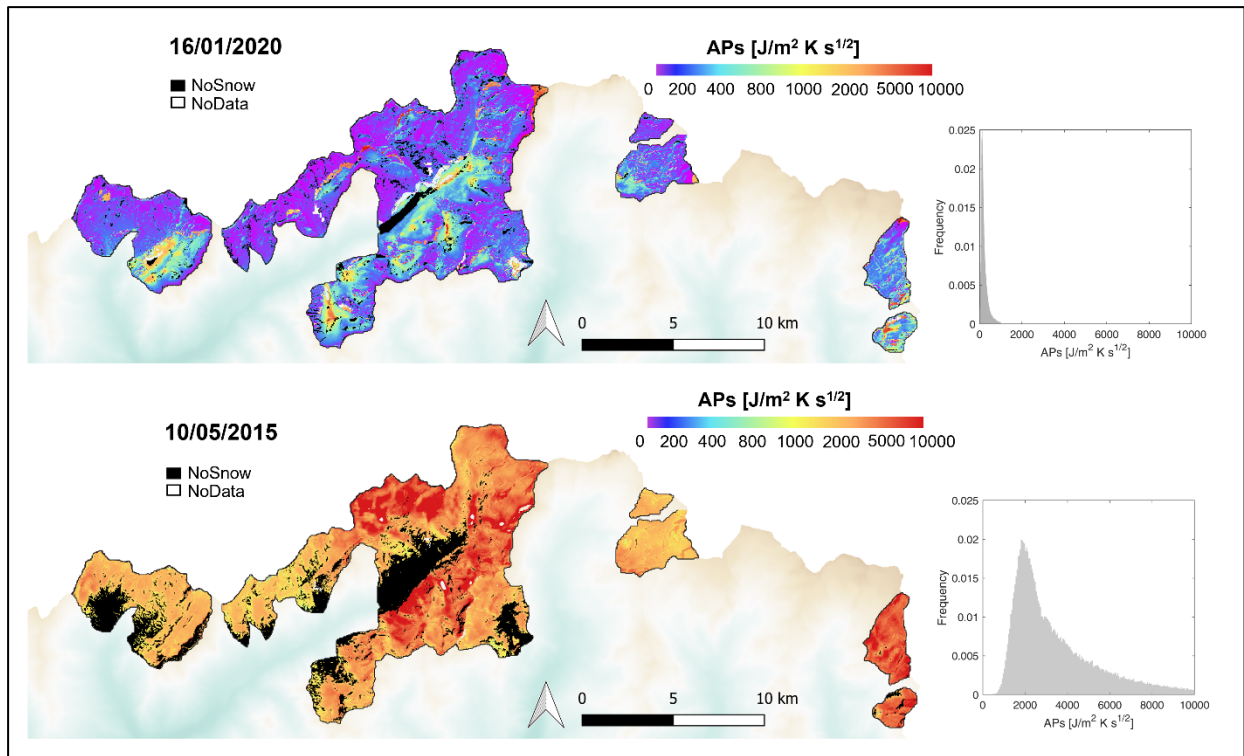 16/01/2020
NoSnow
NoData
APs [J/m² K s^1/2]
0 200 400 800 1000 2000 5000 10000
0 5 10 km
0.025
0.02
0.015
0.01
0.005
0
Frequency
0 2000 4000 6000 8000 10000
APs [J/m² K s^1/2]
10/05/2015
NoSnow
NoData
APs [J/m² K s^1/2]
0 200 400 800 1000 2000 5000 10000
0 5 10 km
0.025
0.02
0.015
0.01
0.005
0
Frequency
0 2000 4000 6000 8000 10000
APs [J/m² K s^1/2]